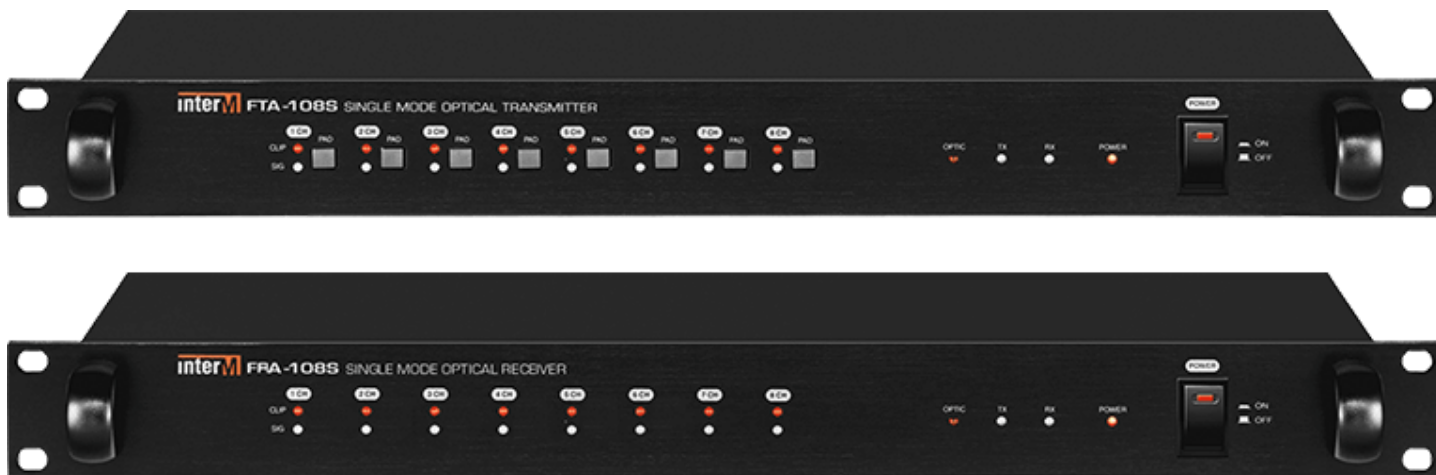 interM FTA-108S SINGLE MODE OPTICAL TRANSMITTER
POWER
1 CH 2 CH 3 CH 4 CH 5 CH 6 CH 7 CH 8 CH
PAD PAD PAD PAD PAD PAD PAD PAD
CLIP
OPTIC TX RX POWER
ON
SIG
OFF
interM FRA-108S SINGLE MODE OPTICAL RECEIVER
POWER
1 CH 2 CH 3 CH 4 CH 5 CH 6 CH 7 CH 8 CH
CLIP
OPTIC TX RX POWER
ON
SIG
OFF